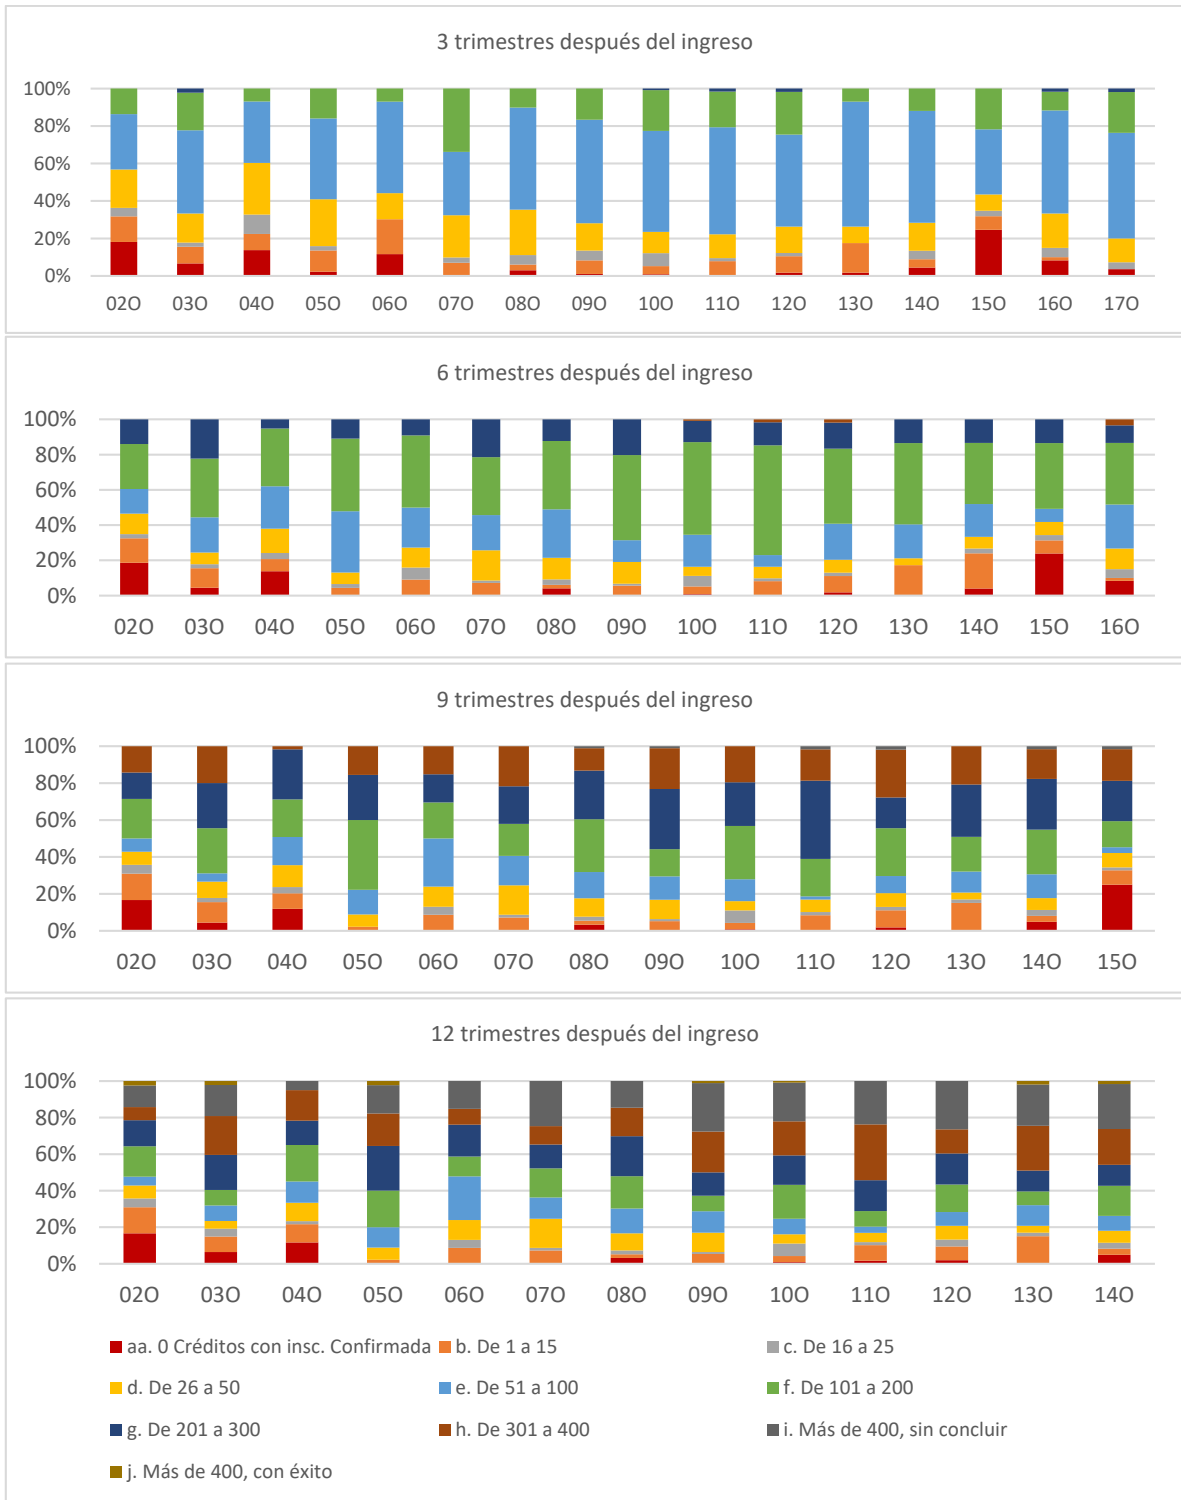 3 trimestres después del ingreso
100%
80%
60%
40%
20%
0%
02O 03O 04O 05O 06O 07O 08O 09O 10O 11O 12O 13O 14O 15O 16O 17O
6 trimestres después del ingreso
100%
80%
60%
40%
20%
0%
02O 03O 04O 05O 06O 07O 08O 09O 10O 11O 12O 13O 14O 15O 16O
9 trimestres después del ingreso
100%
80%
60%
40%
20%
0%
02O 03O 04O 05O 06O 07O 08O 09O 10O 11O 12O 13O 14O 15O
12 trimestres después del ingreso
100%
80%
60%
40%
20%
0%
02O 03O 04O 05O 06O 07O 08O 09O 10O 11O 12O 13O 14O
aa. 0 Créditos con insc. Confirmada b. De 1 a 15 c. De 16 a 25
d. De 26 a 50 e. De 51 a 100 f. De 101 a 200
g. De 201 a 300 h. De 301 a 400 i. Más de 400, sin concluir
j. Más de 400, con éxito